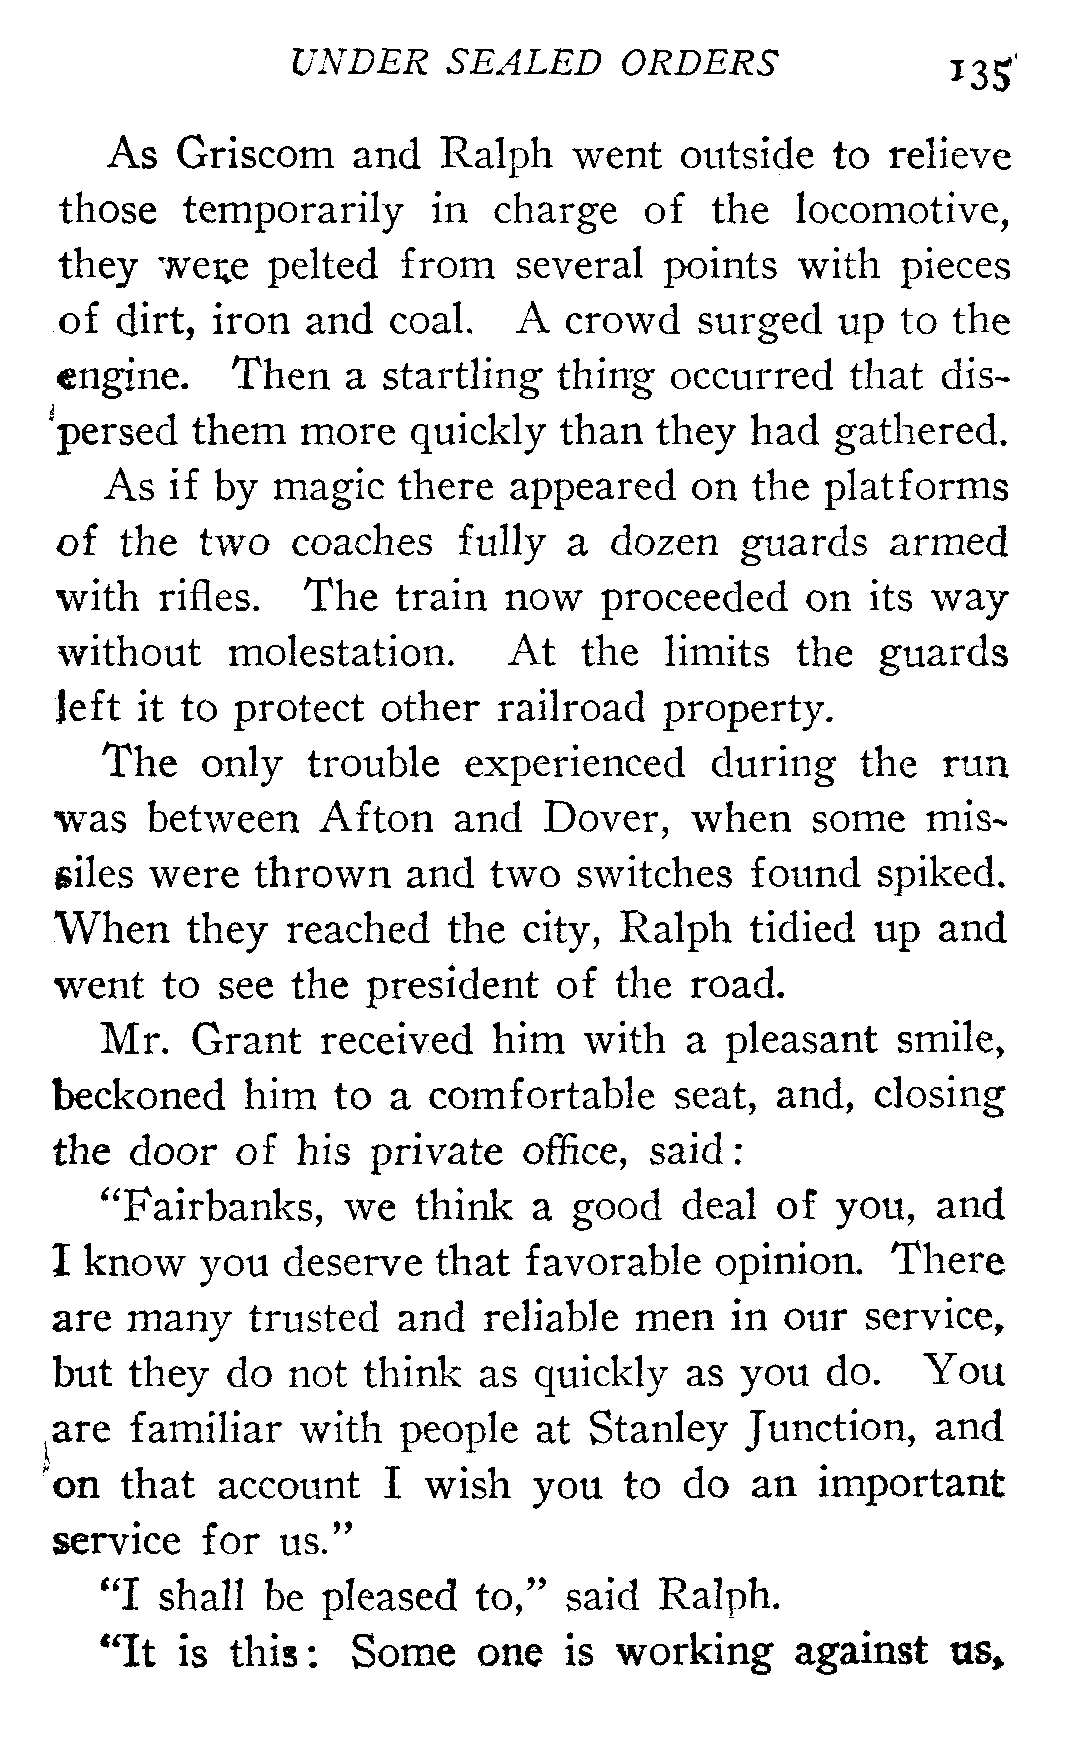 UNDER SEALED ORDERS 135
As Griscom and Ralph went outside to relieve
those temporarily in charge of the locomotive,
they were pelted from several points with pieces
of dirt, iron and coal. A crowd surged up to the
engine. Then a startling thing occurred that dis-
persed them more quickly than they had gathered.
As if by magic there appeared on the platforms
of the two coaches fully a dozen guards armed
with rifles. The train now proceeded on its way
without molestation. At the limits the guards
left it to protect other railroad property.
The only trouble experienced during the run
was between Afton and Dover, when some mis-
siles were thrown and two switches found spiked.
When they reached the city, Ralph tidied up and
went to see the president of the road.
Mr. Grant received him with a pleasant smile,
beckoned him to a comfortable seat, and, closing
the door of his private office, said:
“Fairbanks, we think a good deal of you, and
I know you deserve that favorable opinion. There
are many trusted and reliable men in our service,
but they do not think as quickly as you do. You
are familiar with people at Stanley Junction, and
on that account I wish you to do an important
service for us.”
“I shall be pleased to,” said Ralph.
“It is this: Some one is working against us,